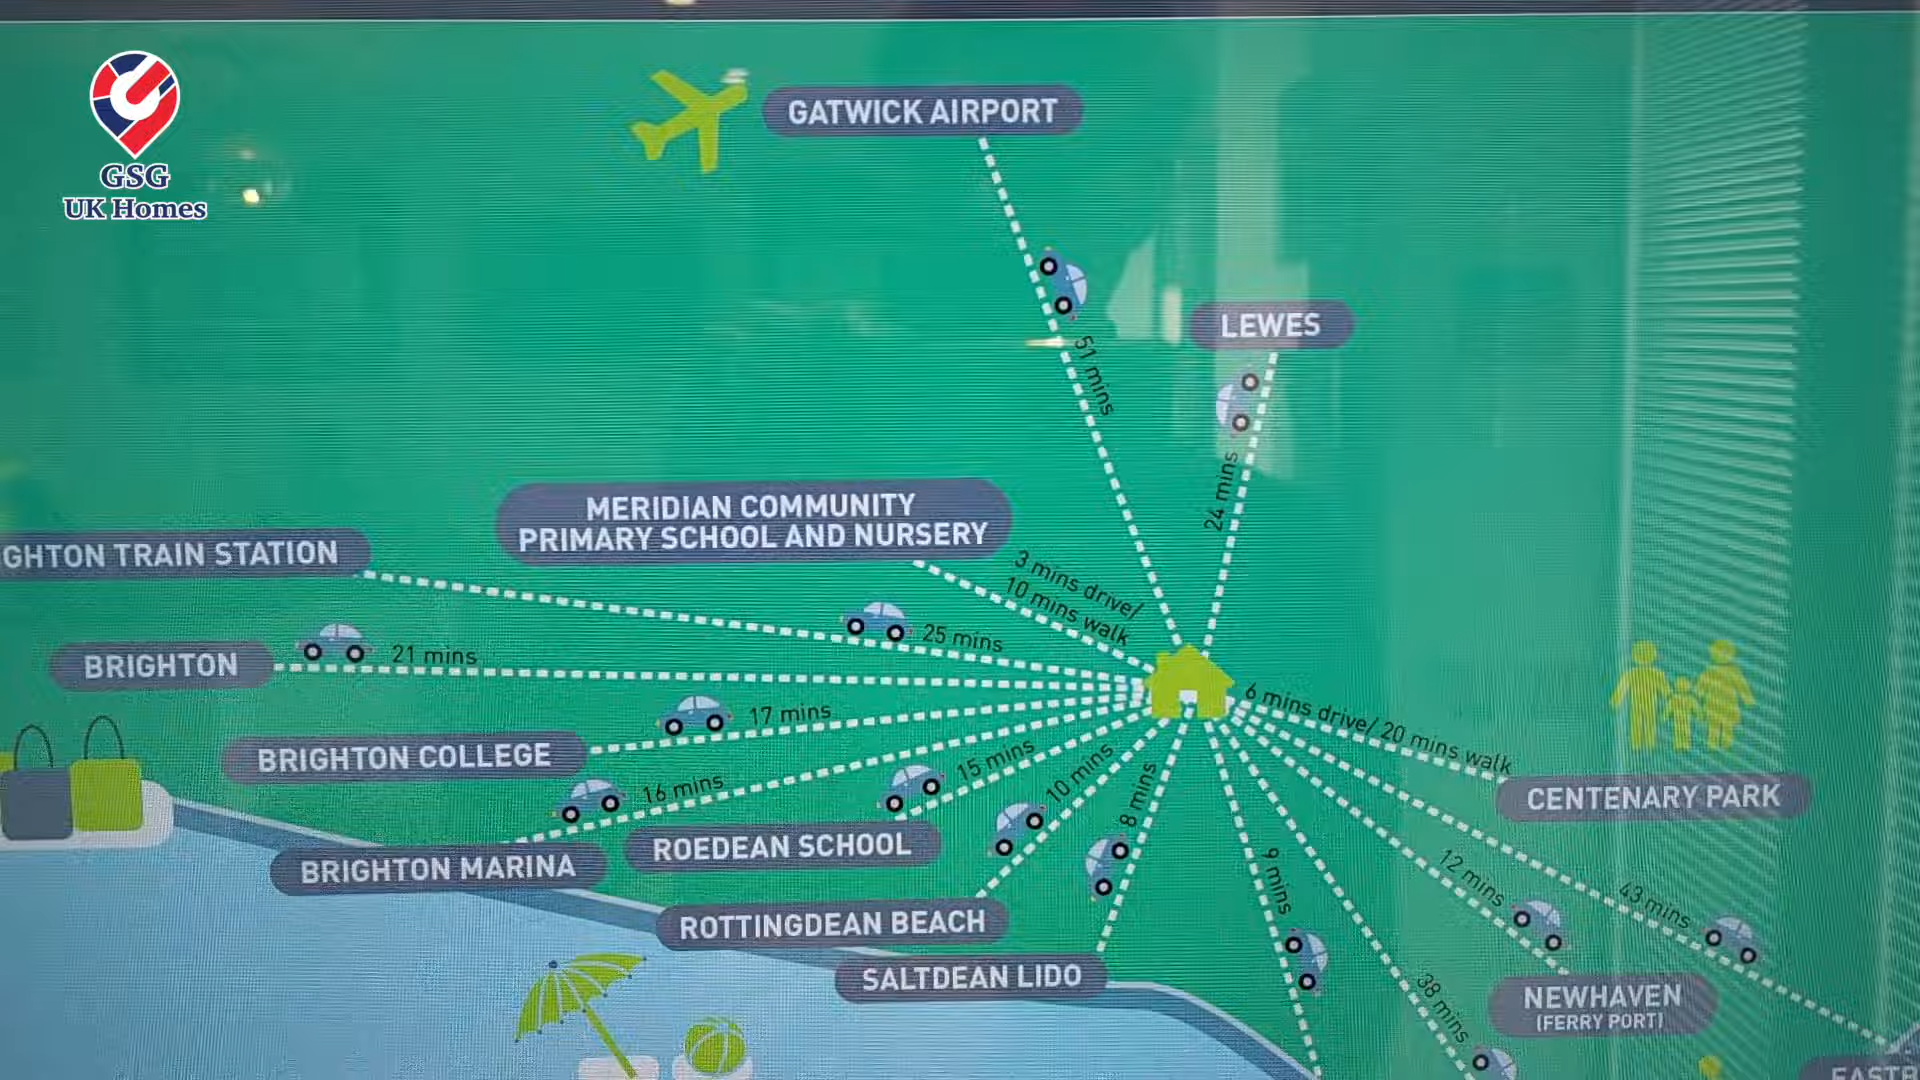 GSG
UK Homes
GATWICK AIRPORT
51 mins
LEWES
24 mins
MERIDIAN COMMUNITY
PRIMARY SCHOOL AND NURSERY
3 mins drive/
10 mins walk
GHTON TRAIN STATION
25 mins
BRIGHTON
21 mins
BRIGHTON COLLEGE
17 mins
BRIGHTON MARINA
16 mins
ROEDEAN SCHOOL
15 mins
ROTTINGDEAN BEACH
10 mins
SALTDEAN LIDO
8 mins
6 mins drive/ 20 mins walk
CENTENARY PARK
9 mins
38 mins
12 mins
NEWHAVEN
(FERRY PORT)
43 mins
EASTB